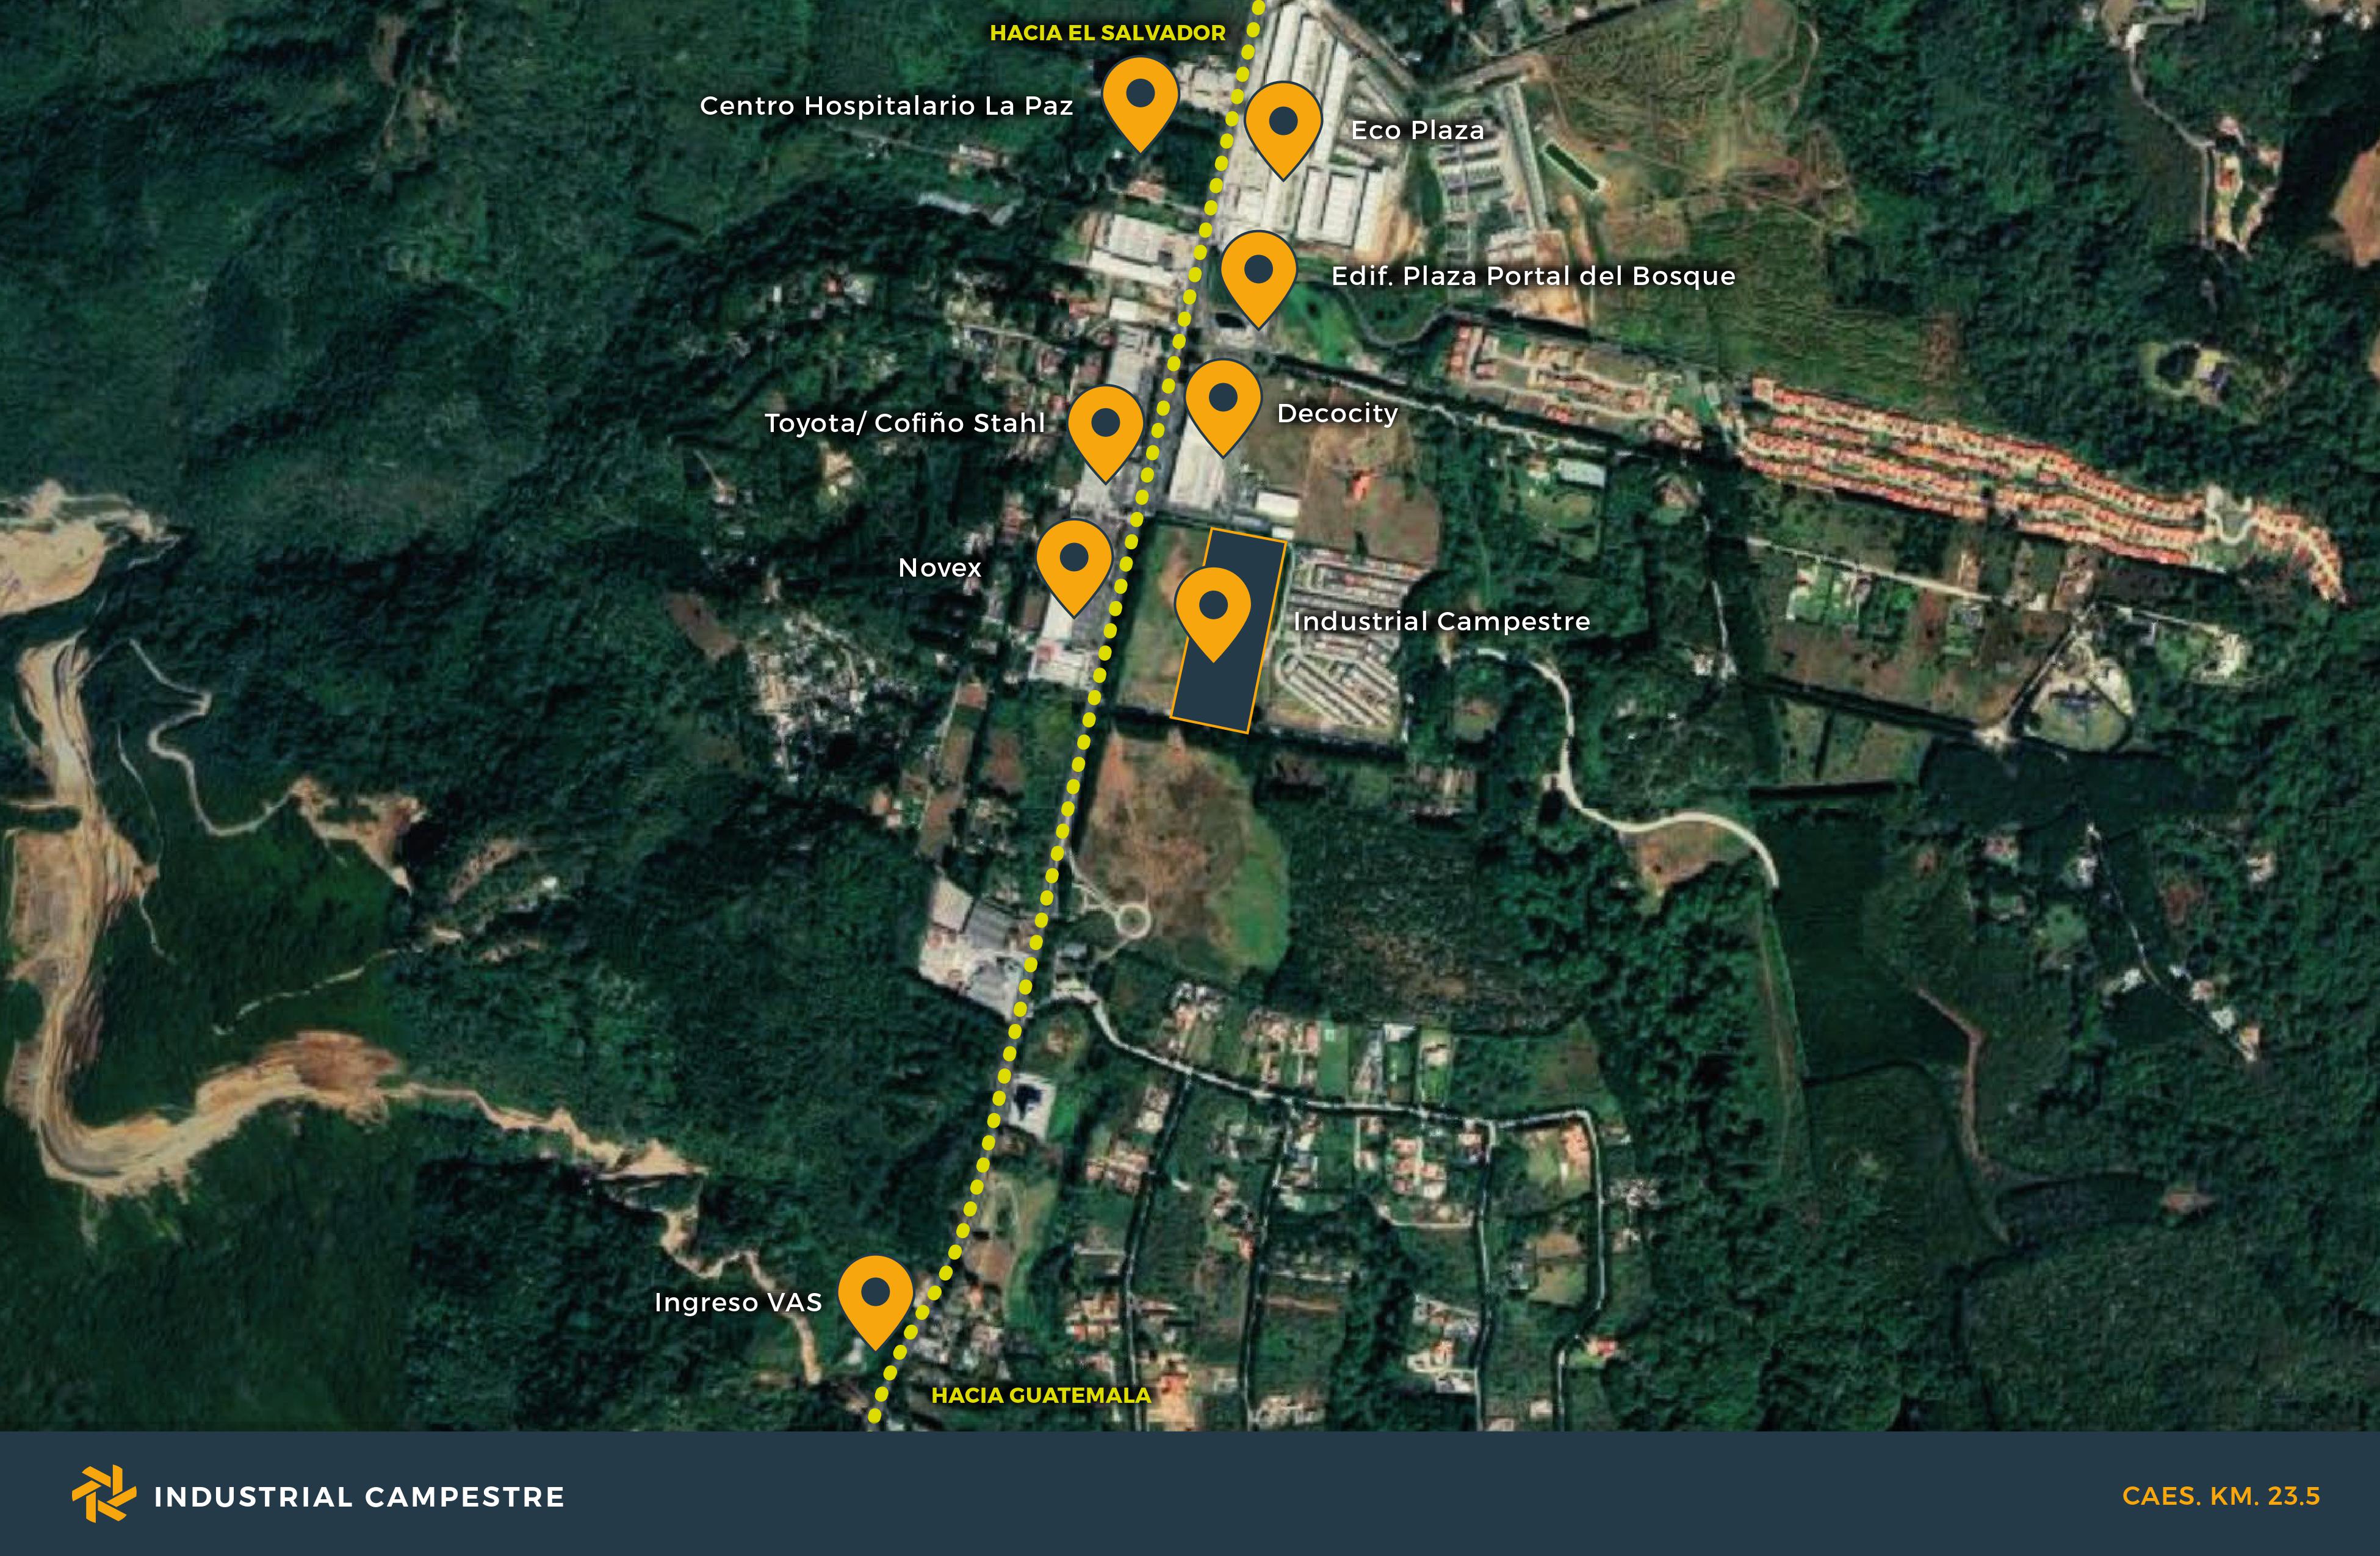 HACIA EL SALVADOR
Centro Hospitalario La Paz
Eco Plaza
Edif. Plaza Portal del Bosque
Toyota/ Cofiño Stahl
Decocity
Novex
Industrial Campestre
Ingreso VAS
HACIA GUATEMALA
INDUSTRIAL CAMPESTRE
CAES. KM. 23.5